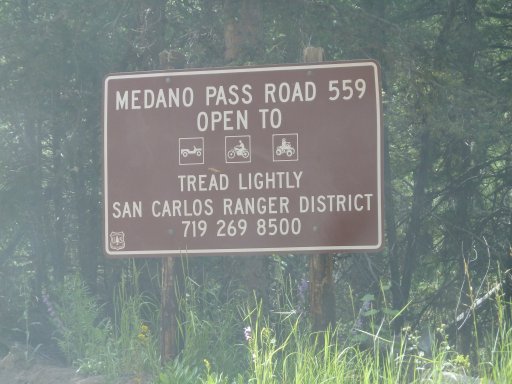 MEDANO PASS ROAD 559
OPEN TO
TREAD LIGHTLY
SAN CARLOS RANGER DISTRICT
719 269 8500